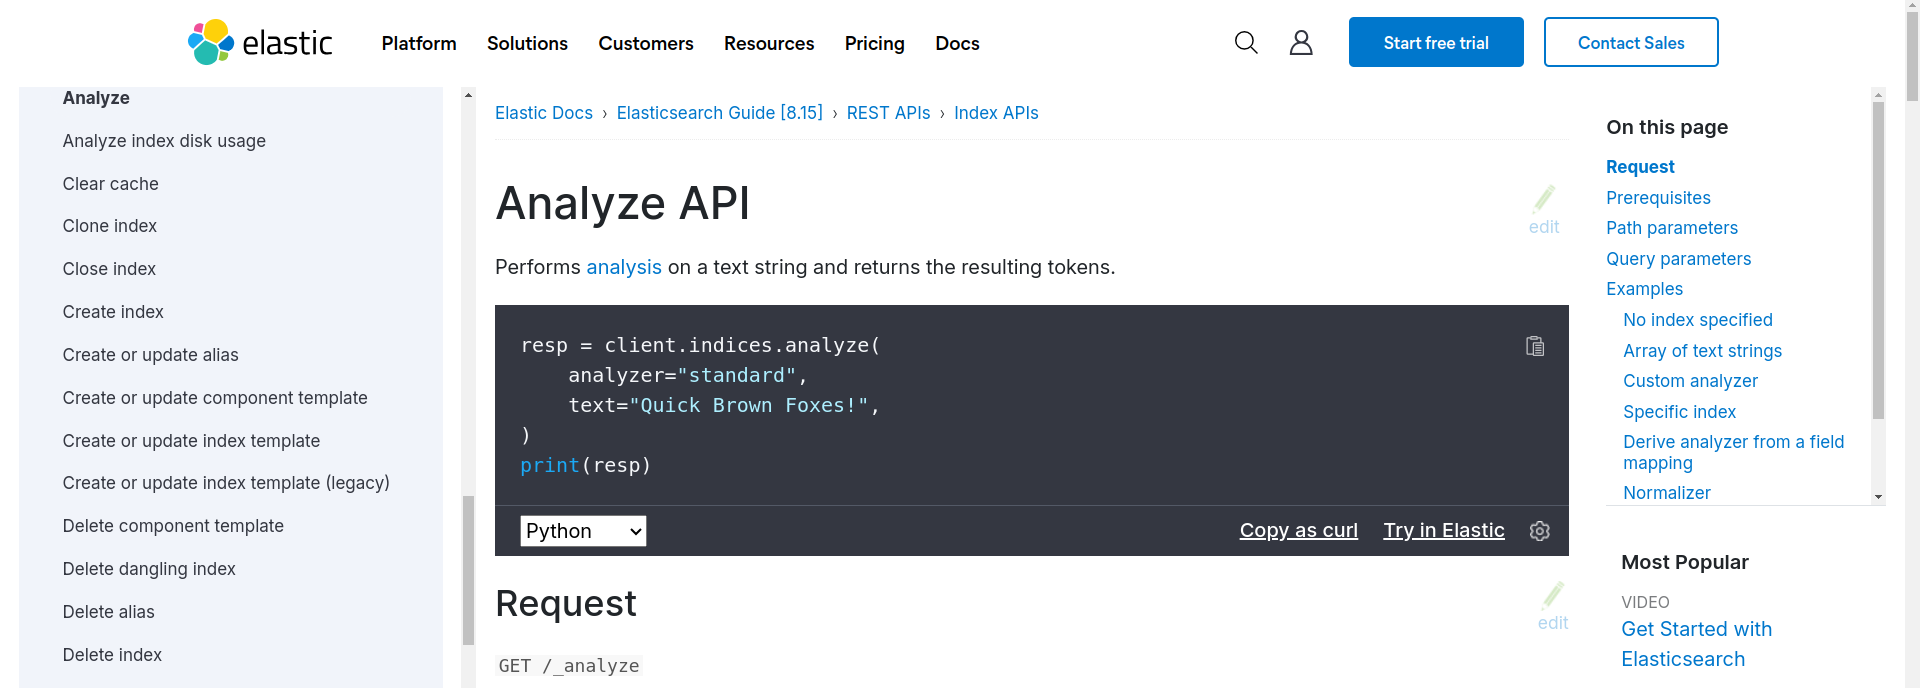 elastic
Platform
Solutions
Customers
Resources
Pricing
Docs
Start free trial
Contact Sales
Analyze
Analyze index disk usage
Clear cache
Clone index
Close index
Create index
Create or update alias
Create or update component template
Create or update index template
Create or update index template (legacy)
Delete component template
Delete dangling index
Delete alias
Delete index
Elastic Docs › Elasticsearch Guide [8.15] › REST APIs › Index APIs
Analyze API
edit
Performs analysis on a text string and returns the resulting tokens.
resp = client.indices.analyze(
    analyzer="standard",
    text="Quick Brown Foxes!",
)
print(resp)
Python
Copy as curl
Try in Elastic
Request
edit
GET /_analyze
On this page
Request
Prerequisites
Path parameters
Query parameters
Examples
No index specified
Array of text strings
Custom analyzer
Specific index
Derive analyzer from a field
mapping
Normalizer
Most Popular
VIDEO
Get Started with
Elasticsearch